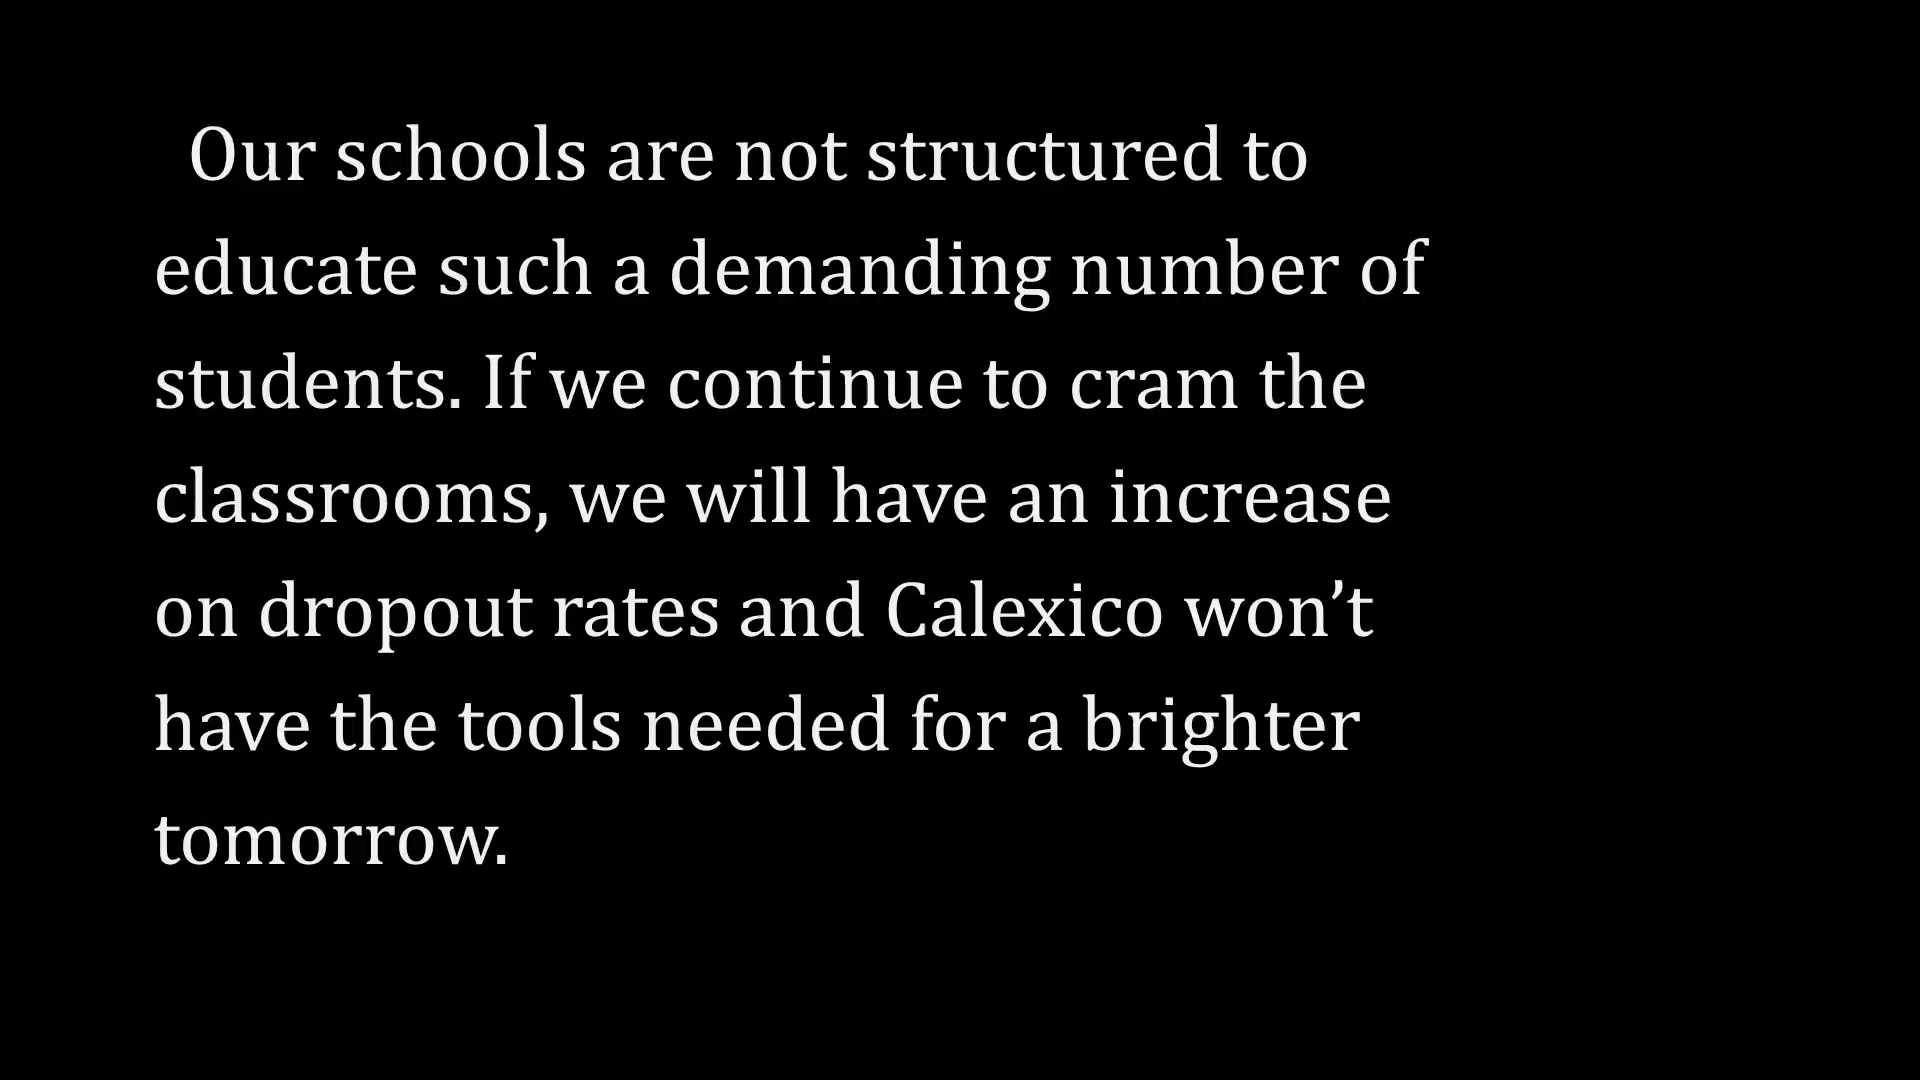 Our schools are not structured to
educate such a demanding number of
students. If we continue to cram the
classrooms, we will have an increase
on dropout rates and Calexico won’t
have the tools needed for a brighter
tomorrow.